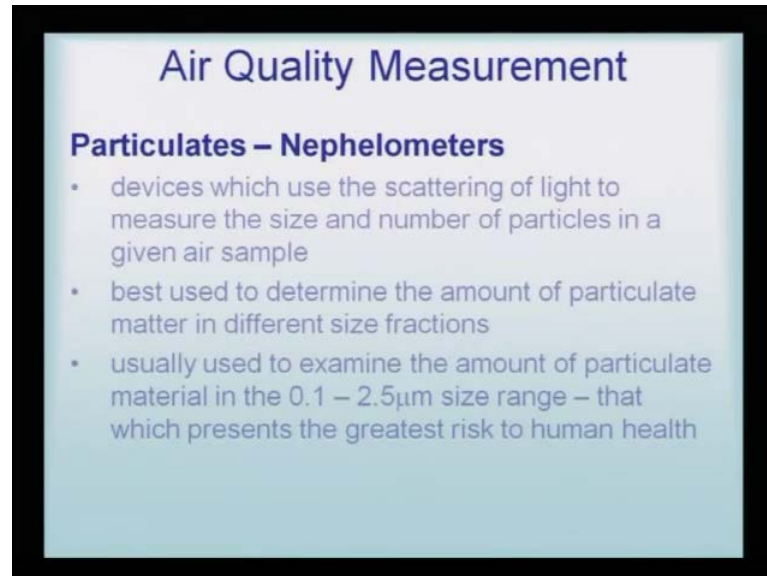 Air Quality Measurement
Particulates – Nephelometers
• devices which use the scattering of light to
measure the size and number of particles in a
given air sample
• best used to determine the amount of particulate
matter in different size fractions
• usually used to examine the amount of particulate
material in the 0.1 – 2.5μm size range – that
which presents the greatest risk to human health